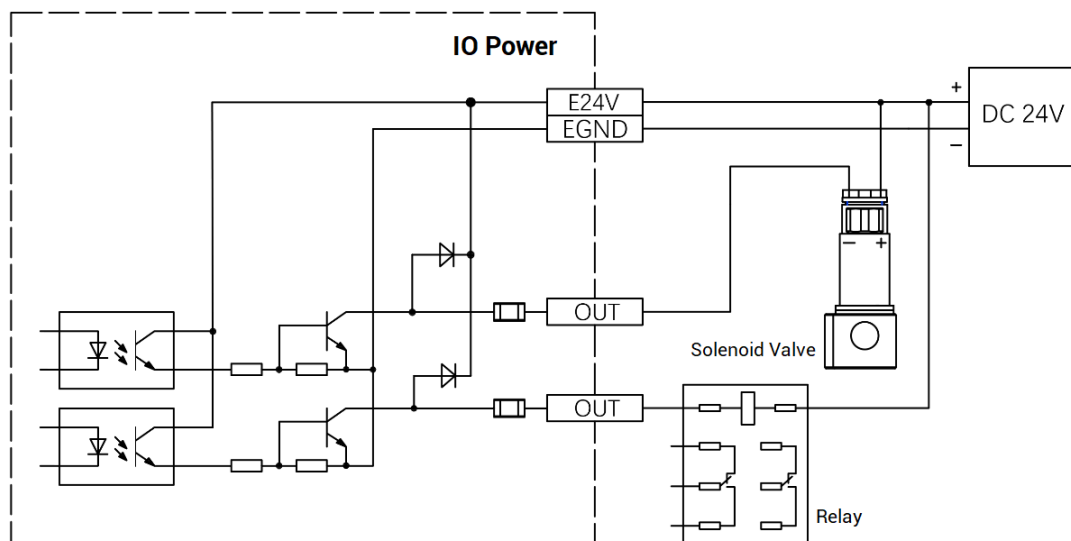 IO Power
E24V
EGND
+
DC 24V
−
− +
OUT
Solenoid Valve
OUT
Relay